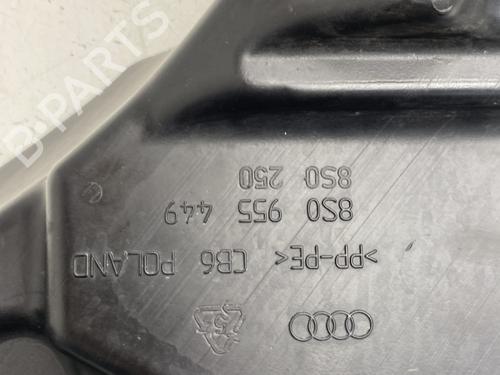 B-PARTS
>PP-PE< CB6 POLAND
8S0 955 449
8S0 250